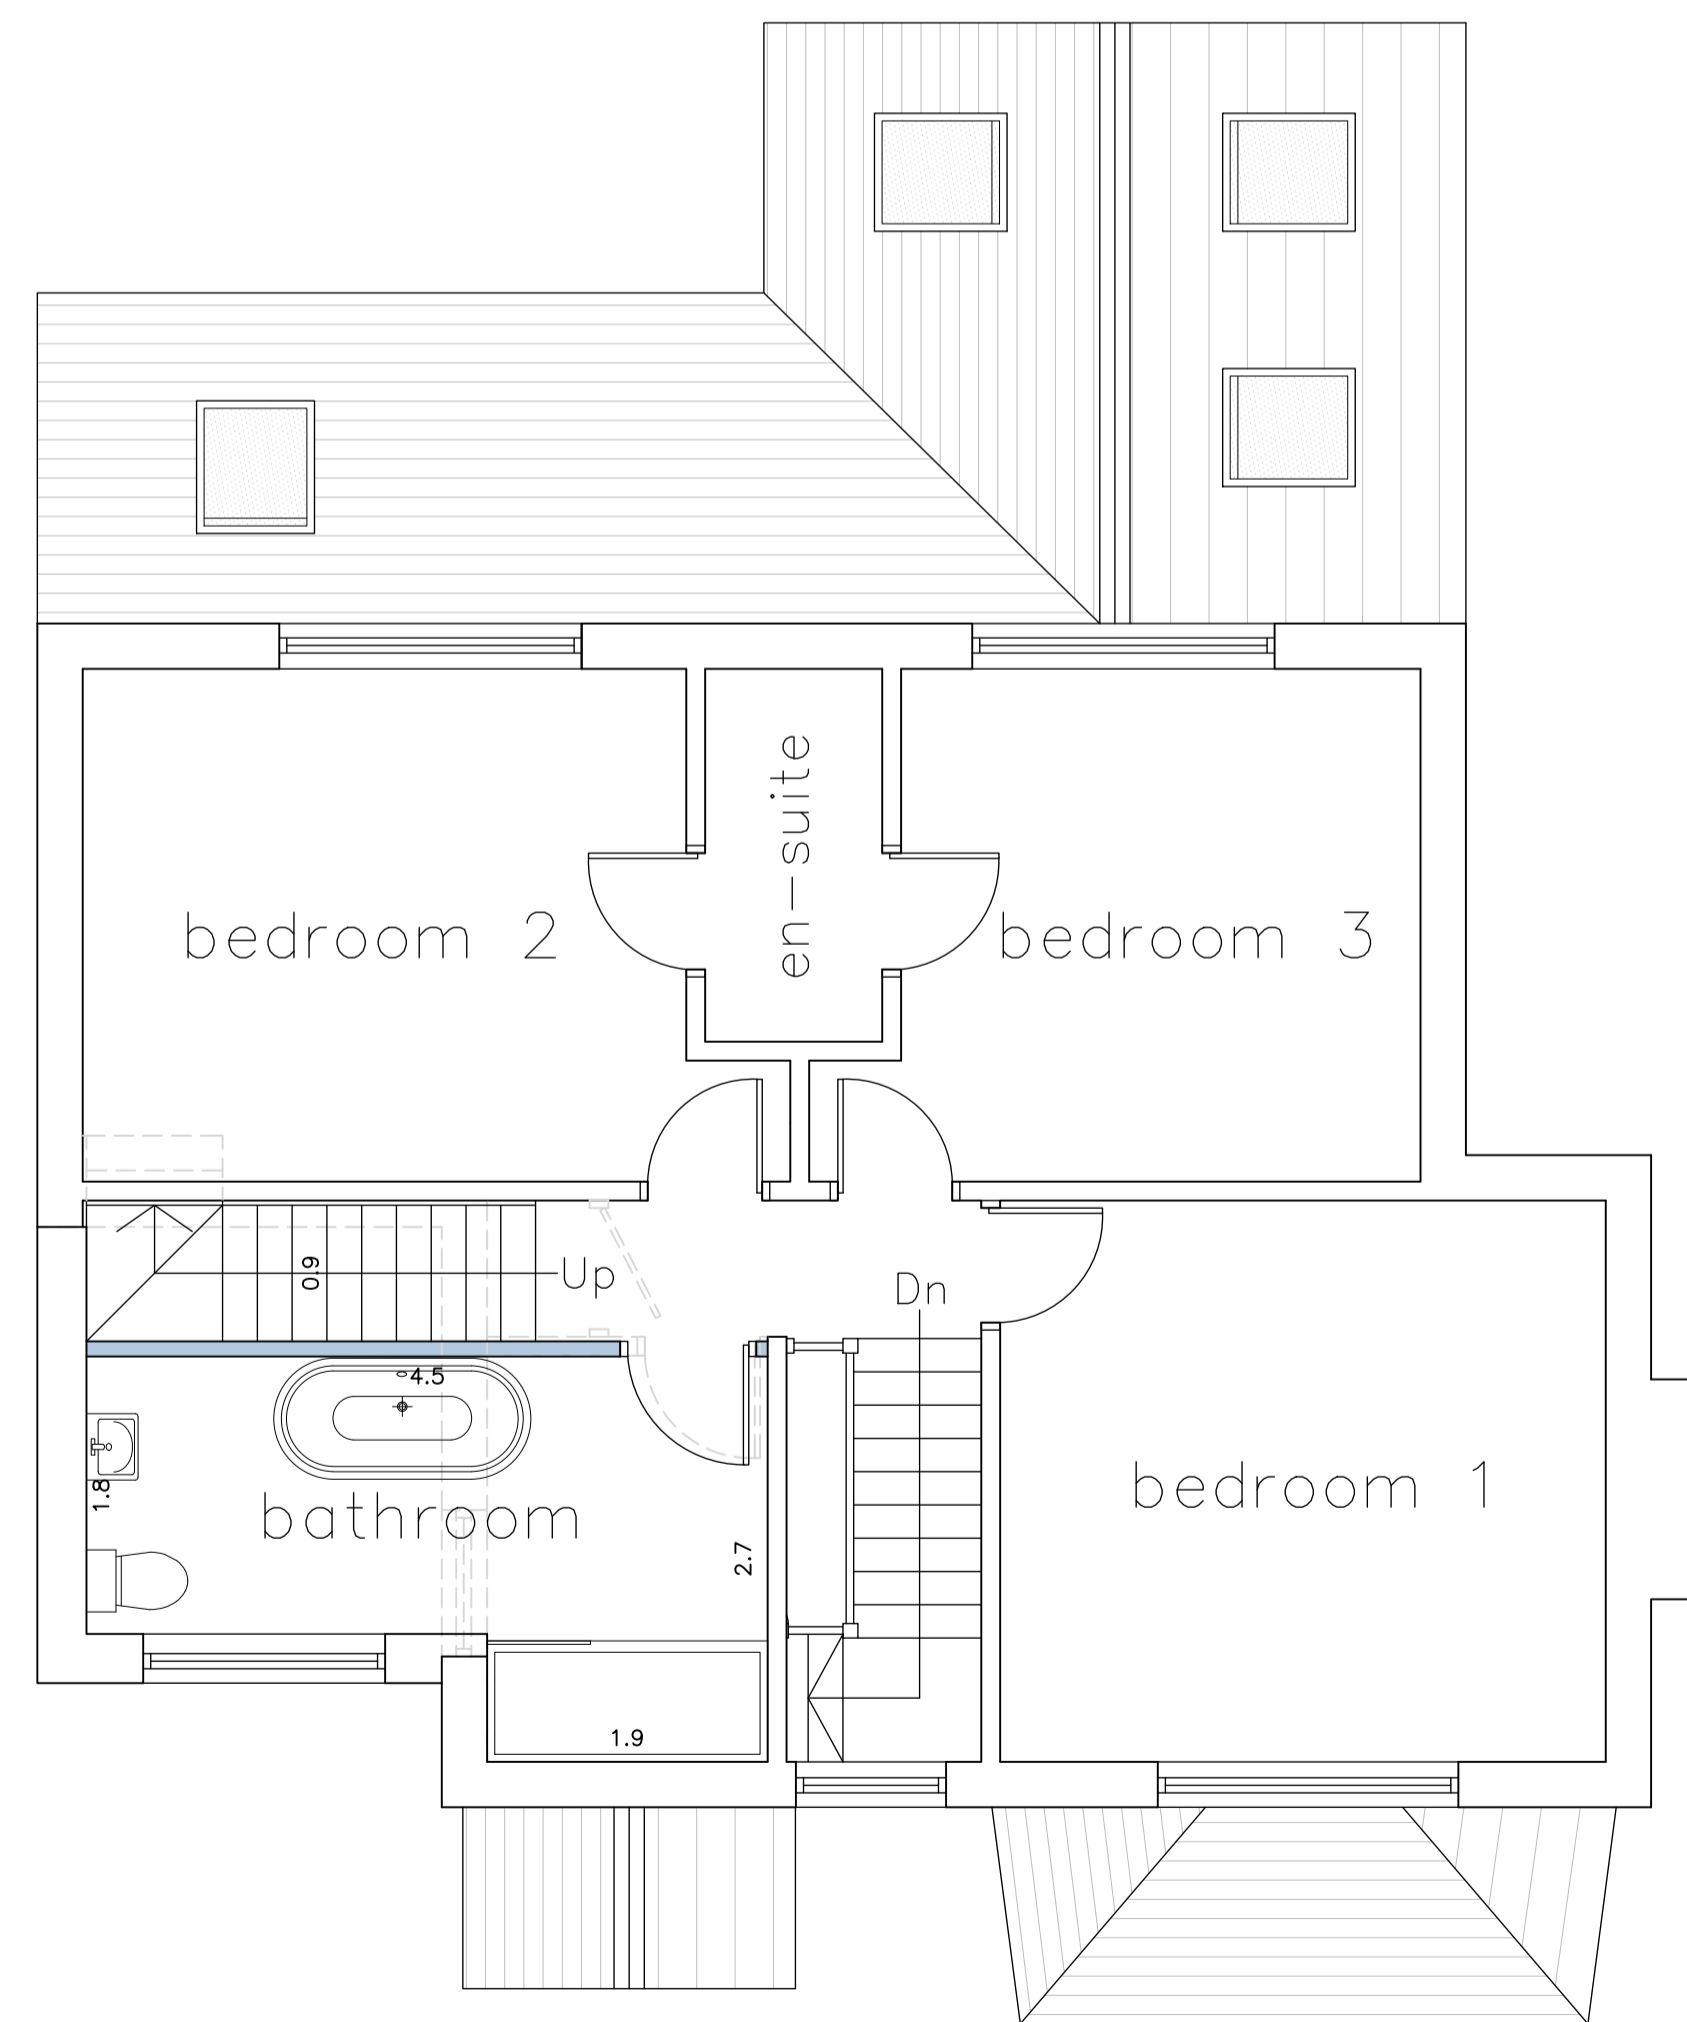 en-suite
bedroom 2
bedroom 3
0.9
Up
Dn
4.5
1.8
bathroom
2.7
bedroom 1
1.9